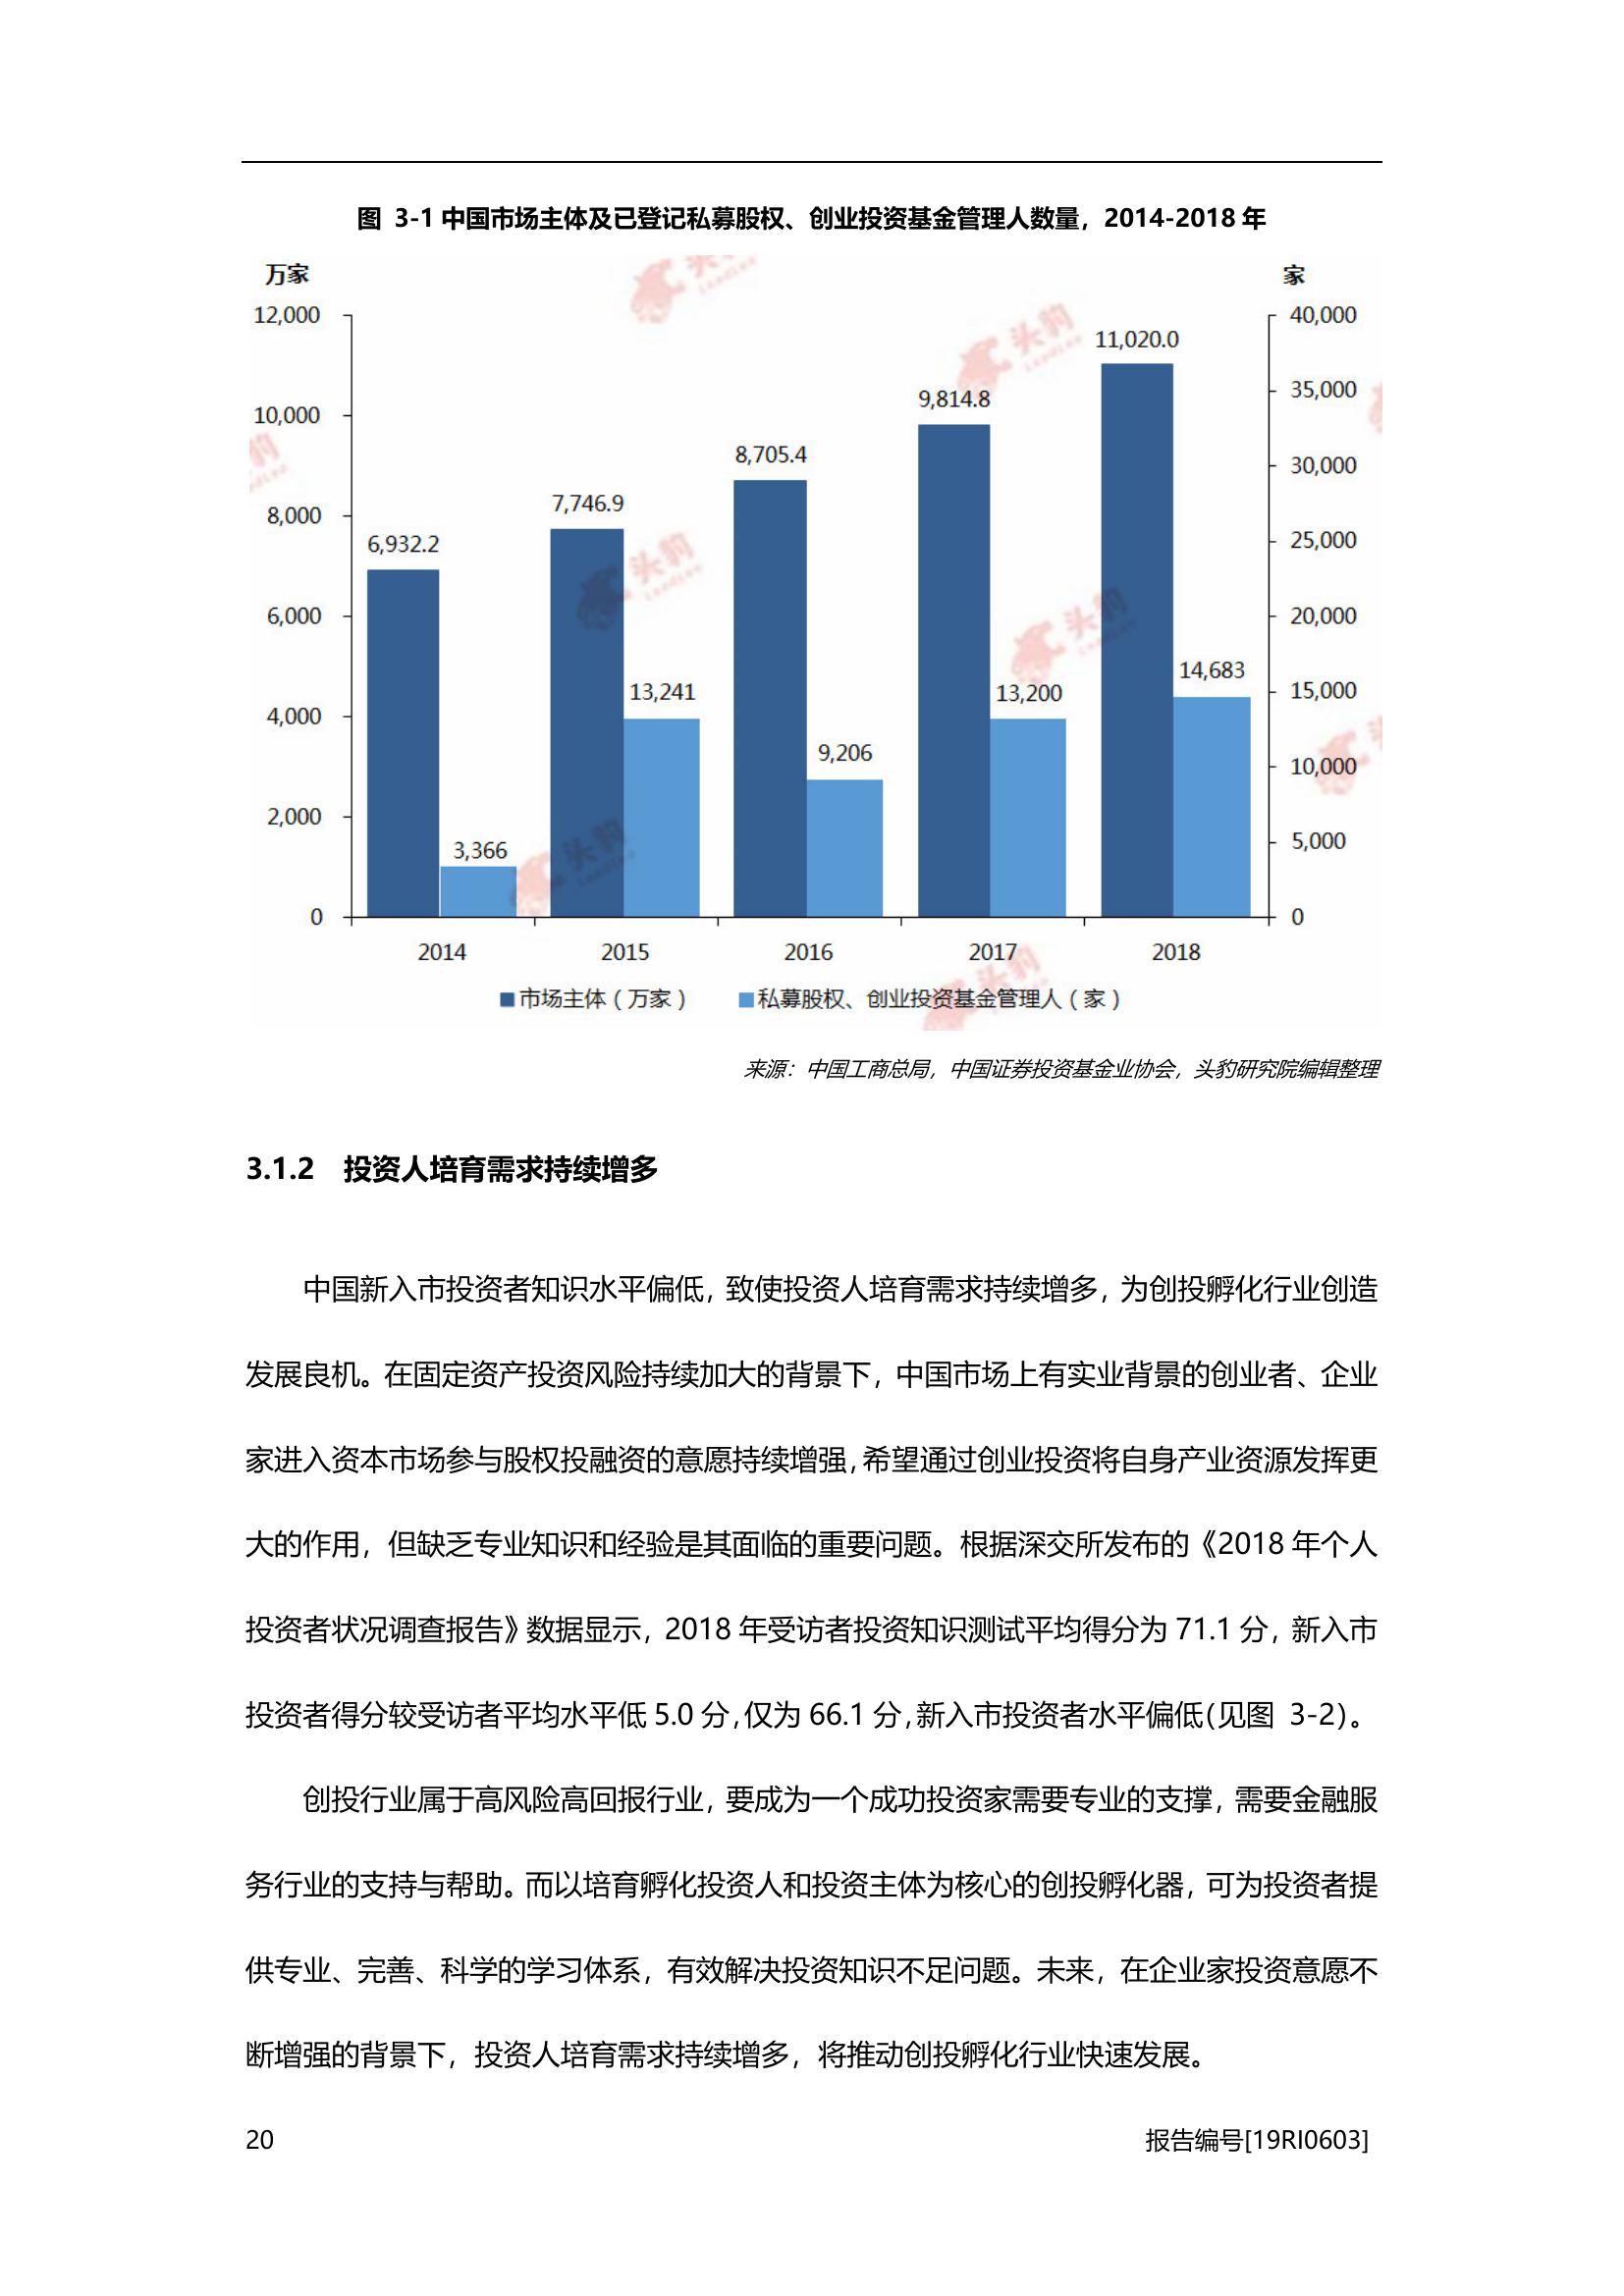 图 3-1 中国市场主体及已登记私募股权、创业投资基金管理人数量，2014-2018 年
万家
家
12,000
10,000
8,000
6,000
4,000
2,000
0
40,000
35,000
30,000
25,000
20,000
15,000
10,000
5,000
0
6,932.2
3,366
7,746.9
13,241
8,705.4
9,206
9,814.8
13,200
11,020.0
14,683
2014
2015
2016
2017
2018
市场主体（万家）
私募股权、创业投资基金管理人（家）
头豹
LeadLeo
来源：中国工商总局，中国证券投资基金业协会，头豹研究院编辑整理
3.1.2 投资人培育需求持续增多
中国新入市投资者知识水平偏低，致使投资人培育需求持续增多，为创投孵化行业创造
发展良机。在固定资产投资风险持续加大的背景下，中国市场上有实业背景的创业者、企业
家进入资本市场参与股权投融资的意愿持续增强，希望通过创业投资将自身产业资源发挥更
大的作用，但缺乏专业知识和经验是其面临的重要问题。根据深交所发布的《2018 年个人
投资者状况调查报告》数据显示，2018 年受访者投资知识测试平均得分为 71.1 分，新入市
投资者得分较受访者平均水平低 5.0 分，仅为 66.1 分，新入市投资者水平偏低（见图 3-2）。
创投行业属于高风险高回报行业，要成为一个成功投资家需要专业的支撑，需要金融服
务行业的支持与帮助。而以培育孵化投资人和投资主体为核心的创投孵化器，可为投资者提
供专业、完善、科学的学习体系，有效解决投资知识不足问题。未来，在企业家投资意愿不
断增强的背景下，投资人培育需求持续增多，将推动创投孵化行业快速发展。
20
报告编号[19RI0603]